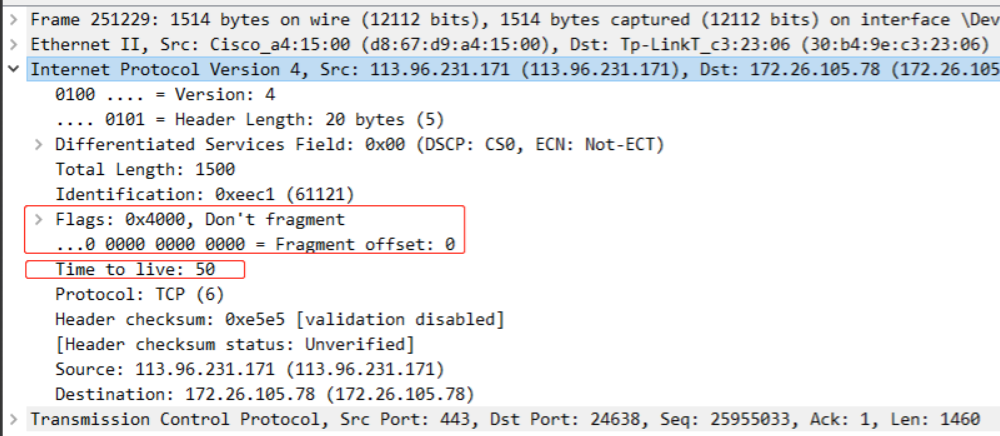 Frame 251229: 1514 bytes on wire (12112 bits), 1514 bytes captured (12112 bits) on interface \Dev
Ethernet II, Src: Cisco_a4:15:00 (d8:67:d9:a4:15:00), Dst: Tp-LinkT_c3:23:06 (30:b4:9e:c3:23:06)
Internet Protocol Version 4, Src: 113.96.231.171 (113.96.231.171), Dst: 172.26.105.78 (172.26.105
0100 .... = Version: 4
.... 0101 = Header Length: 20 bytes (5)
Differentiated Services Field: 0x00 (DSCP: CS0, ECN: Not-ECT)
Total Length: 1500
Identification: 0xeec1 (61121)
Flags: 0x4000, Don't fragment
...0 0000 0000 0000 = Fragment offset: 0
Time to live: 50
Protocol: TCP (6)
Header checksum: 0xe5e5 [validation disabled]
[Header checksum status: Unverified]
Source: 113.96.231.171 (113.96.231.171)
Destination: 172.26.105.78 (172.26.105.78)
Transmission Control Protocol, Src Port: 443, Dst Port: 24638, Seq: 25955033, Ack: 1, Len: 1460